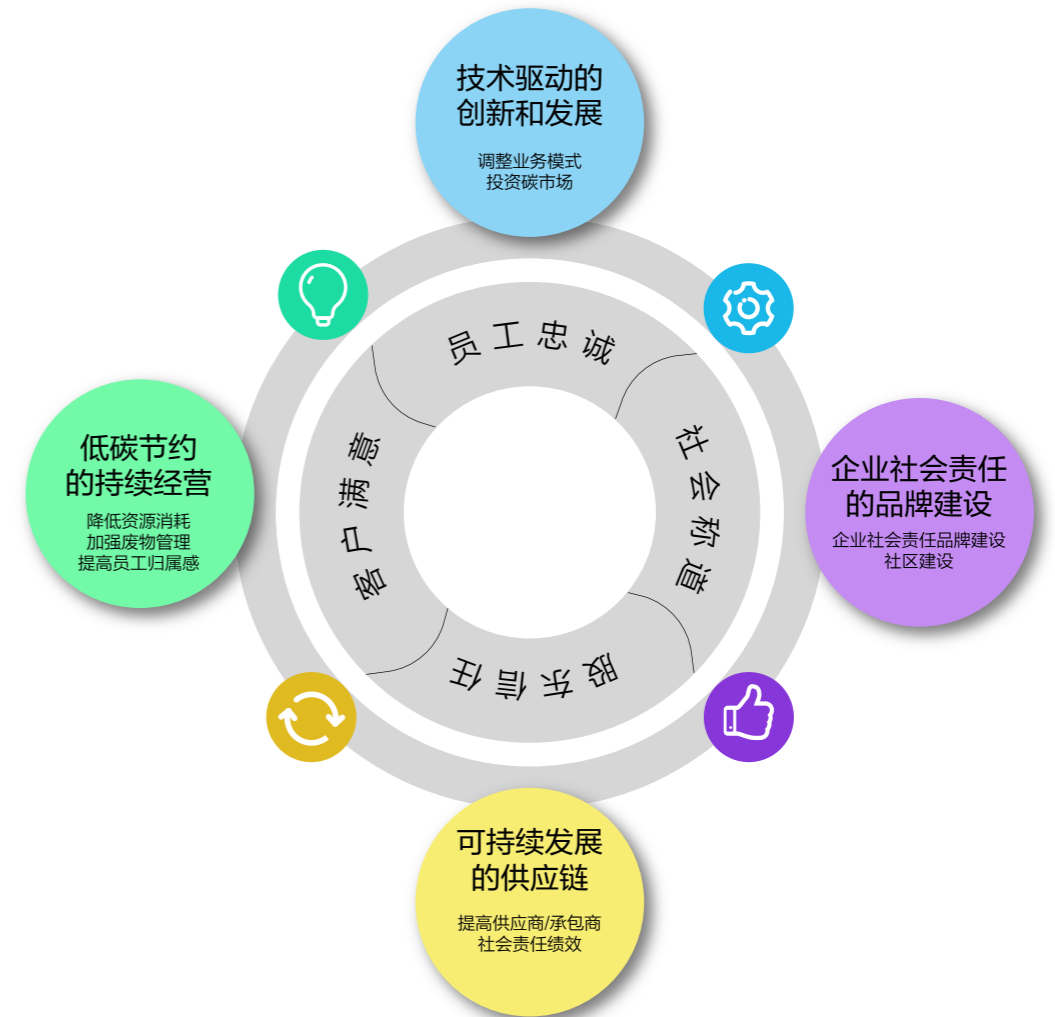 技术驱动的
创新和发展
调整业务模式
投资碳市场
员工忠诚
社会称道
股东信任
客户满意
低碳节约
的持续经营
降低资源消耗
加强废物管理
提高员工归属感
企业社会责任
的品牌建设
企业社会责任品牌建设
社区建设
可持续发展
的供应链
提高供应商/承包商
社会责任绩效